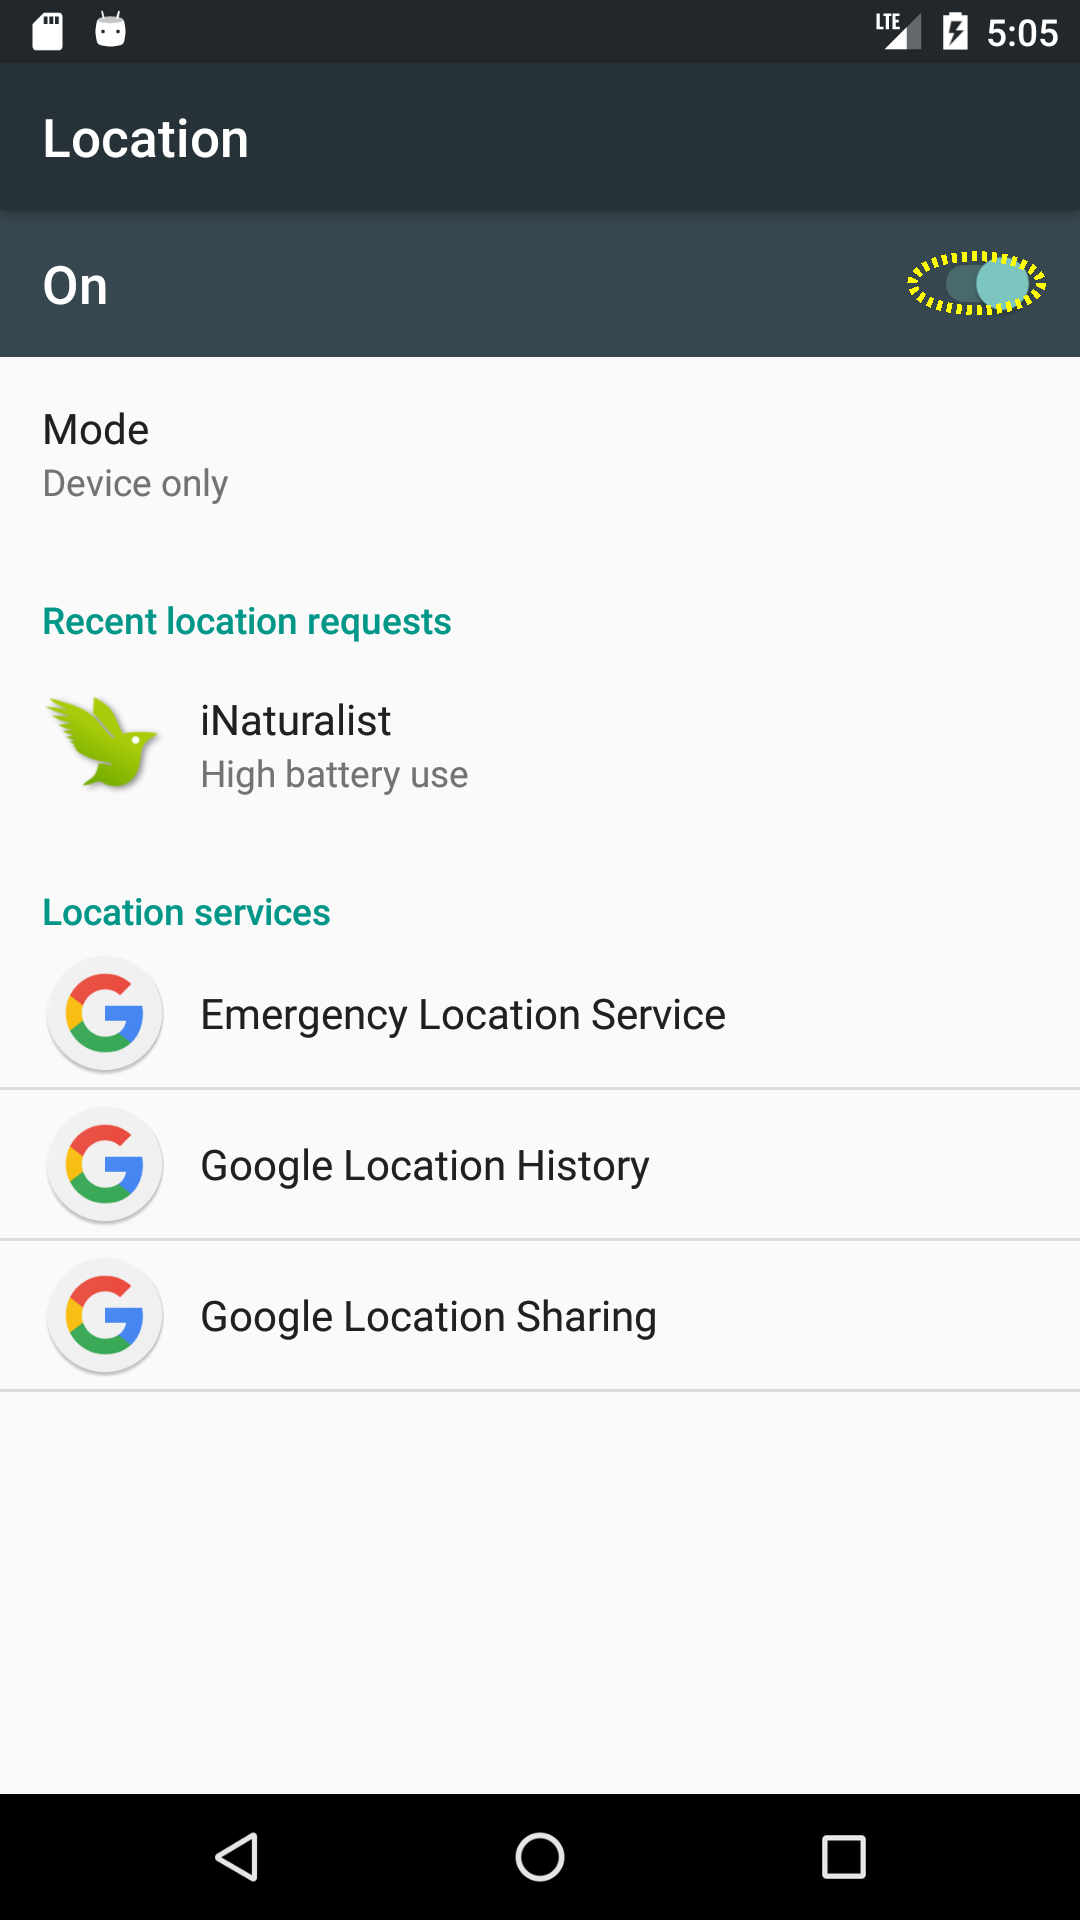 LTE 5:05
Location
On
Mode
Device only
Recent location requests
iNaturalist
High battery use
Location services
Emergency Location Service
Google Location History
Google Location Sharing